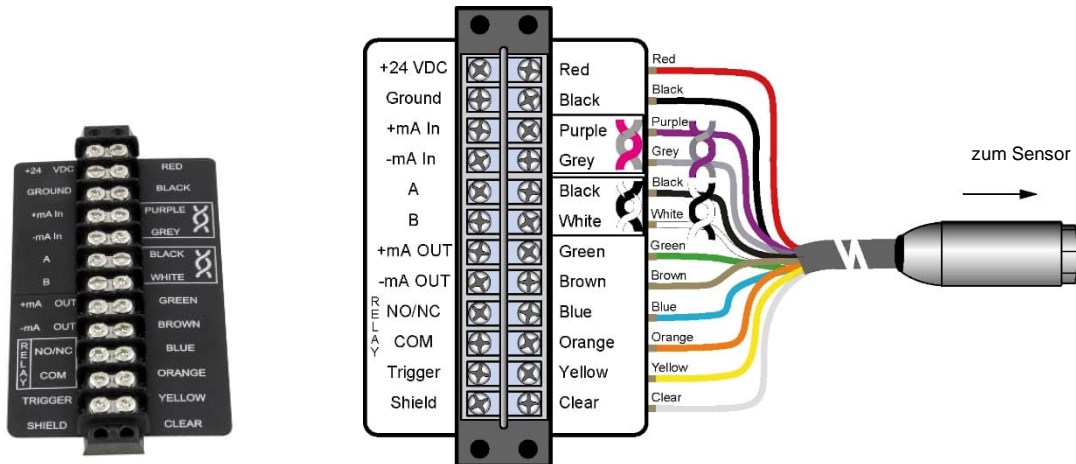 +24 VDC RED
GROUND BLACK
+mA In PURPLE
-mA In GREY
A BLACK
B WHITE
+mA OUT GREEN
-mA OUT BROWN
RELAY
NO/NC BLUE
COM ORANGE
TRIGGER YELLOW
SHIELD CLEAR
+24 VDC Red Red
Ground Black Black
+mA In Purple Purple
-mA In Grey Grey
A Black Black
B White White
+mA OUT Green Green
-mA OUT Brown Brown
RELAY
NO/NC Blue Blue
COM Orange Orange
Trigger Yellow Yellow
Shield Clear Clear
zum Sensor